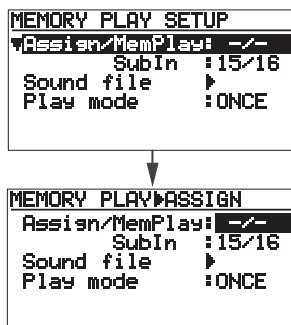 MEMORY PLAY SETUP
▼Assign/MemPlay: -/-
SubIn :15/16
Sound file ▶
Play mode :ONCE
MEMORY PLAY▶ASSIGN
Assign/MemPlay: -/-
SubIn :15/16
Sound file ▶
Play mode :ONCE